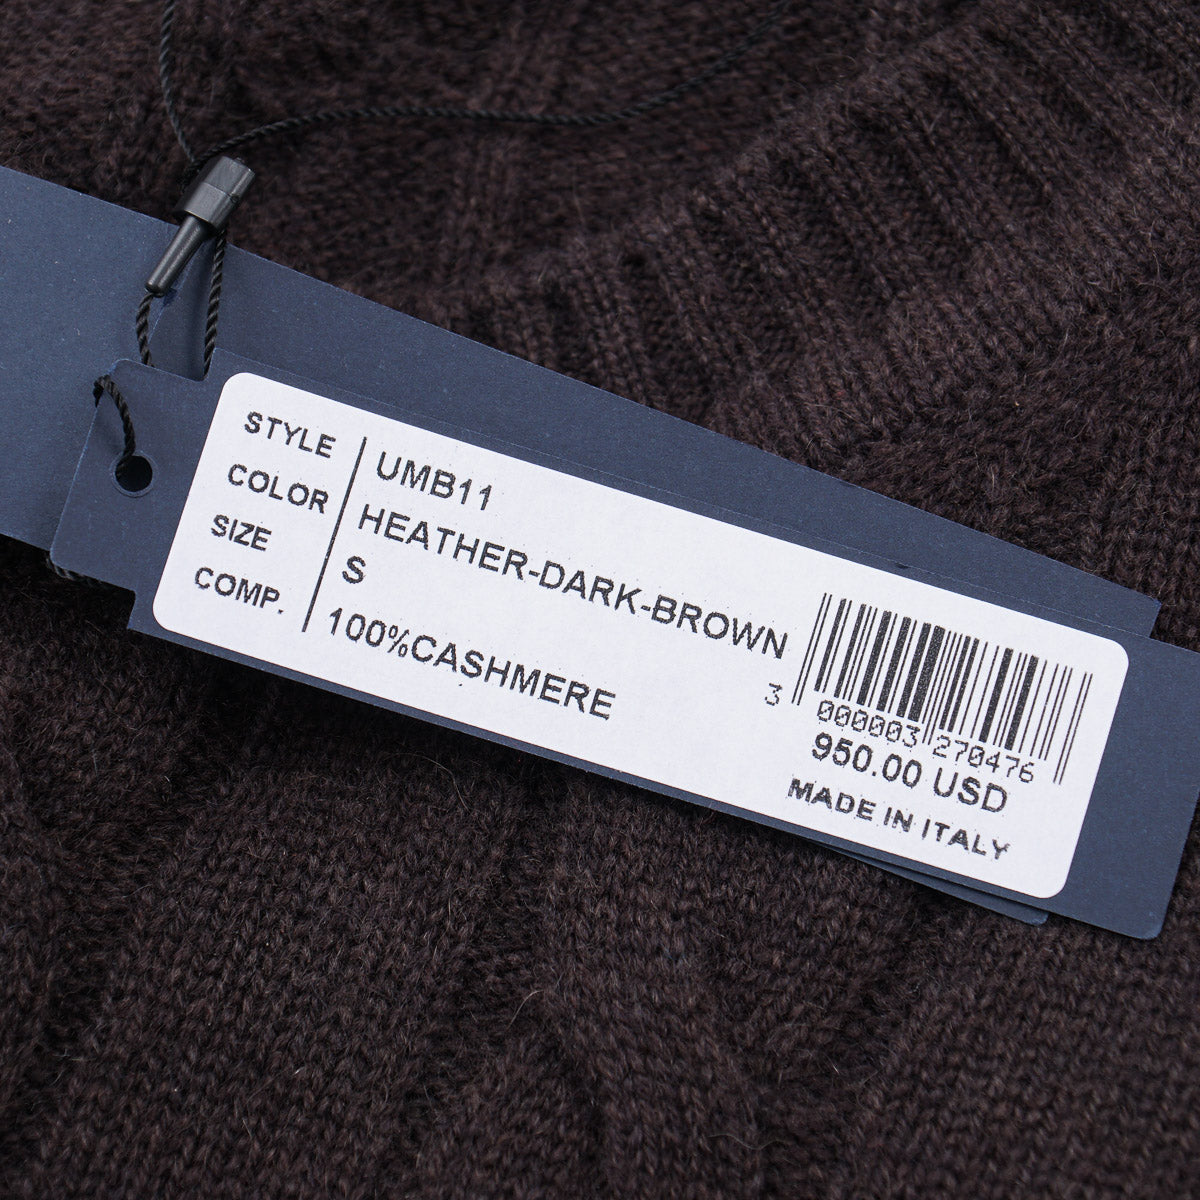 STYLE UMB11
COLOR HEATHER-DARK-BROWN
SIZE S
COMP. 100%CASHMERE
3 000003 270476
950.00 USD
MADE IN ITALY